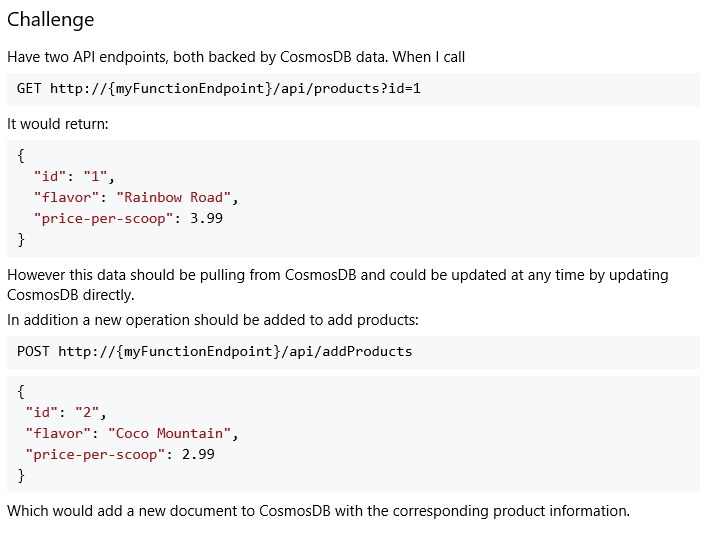 Challenge
Have two API endpoints, both backed by CosmosDB data. When I call
GET http://{myFunctionEndpoint}/api/products?id=1
It would return:
{
"id": "1",
"flavor": "Rainbow Road",
"price-per-scoop": 3.99
}
However this data should be pulling from CosmosDB and could be updated at any time by updating
CosmosDB directly.
In addition a new operation should be added to add products:
POST http://{myFunctionEndpoint}/api/addProducts
{
"id": "2",
"flavor": "Coco Mountain",
"price-per-scoop": 2.99
}
Which would add a new document to CosmosDB with the corresponding product information.